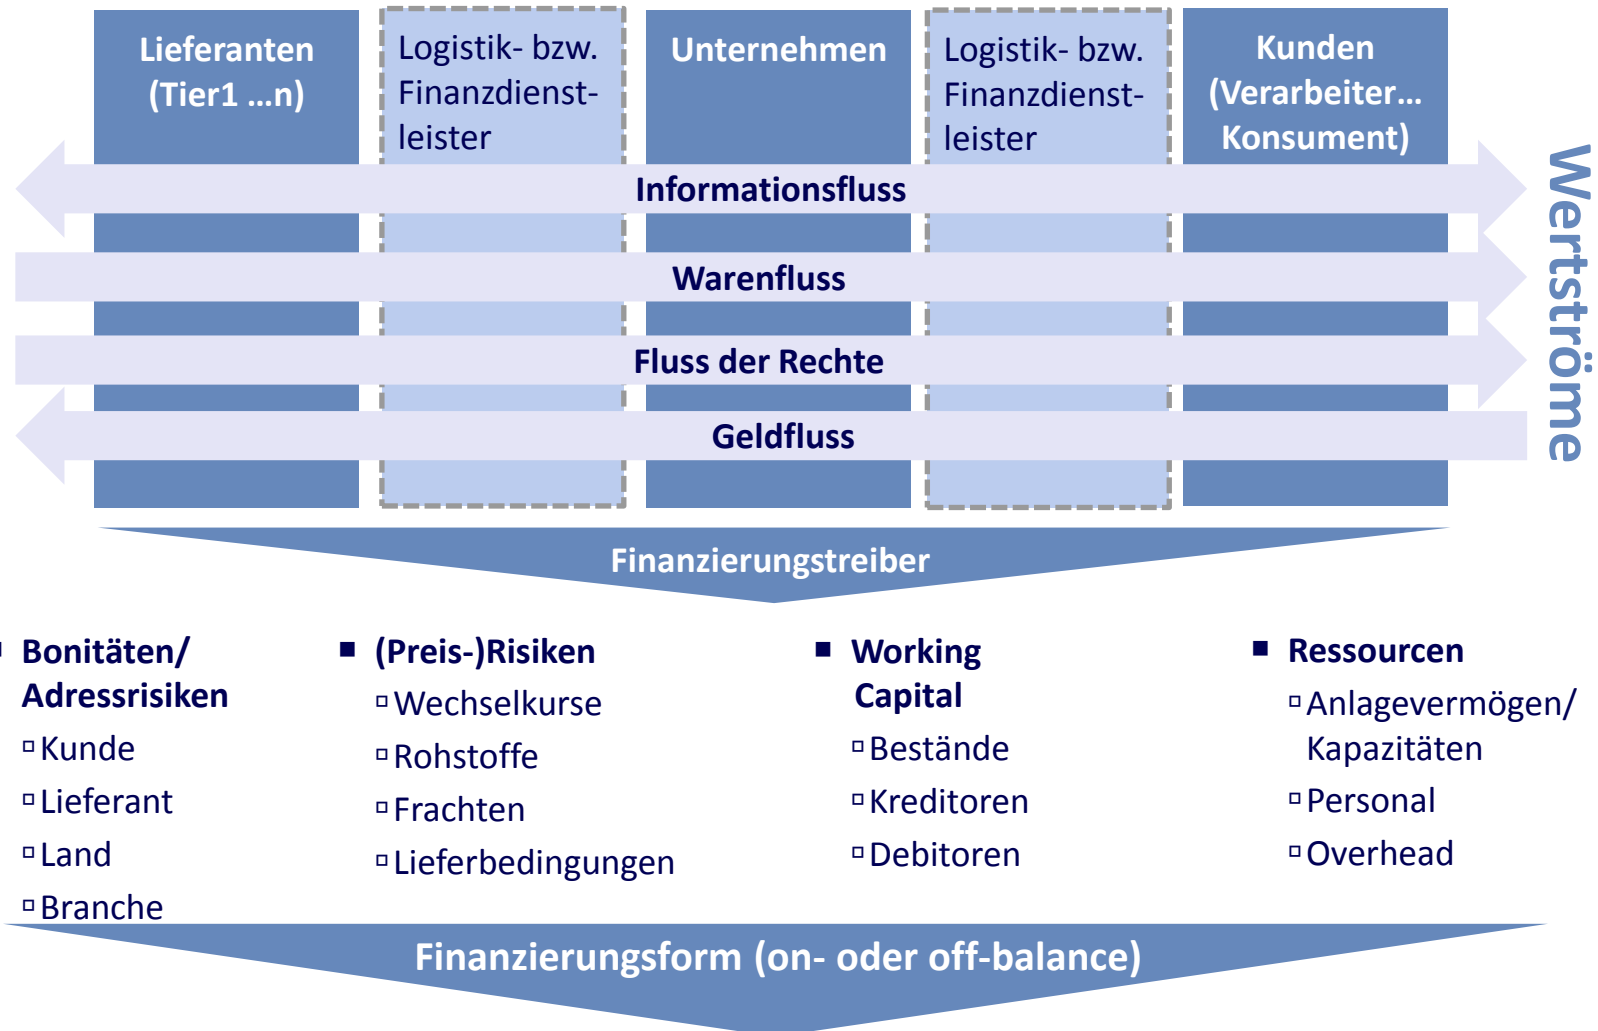 Lieferanten
(Tier1 ...n)
Logistik- bzw.
Finanzdienst-
leister
Unternehmen
Logistik- bzw.
Finanzdienst-
leister
Kunden
(Verarbeiter...
Konsument)
Informationsfluss
Warenfluss
Fluss der Rechte
Geldfluss
Wertströme
Finanzierungstreiber
Bonitäten/
Adressrisiken
Kunde
Lieferant
Land
Branche
(Preis-)Risiken
Wechselkurse
Rohstoffe
Frachten
Lieferbedingungen
Working
Capital
Bestände
Kreditoren
Debitoren
Ressourcen
Anlagevermögen/
Kapazitäten
Personal
Overhead
Finanzierungsform (on- oder off-balance)